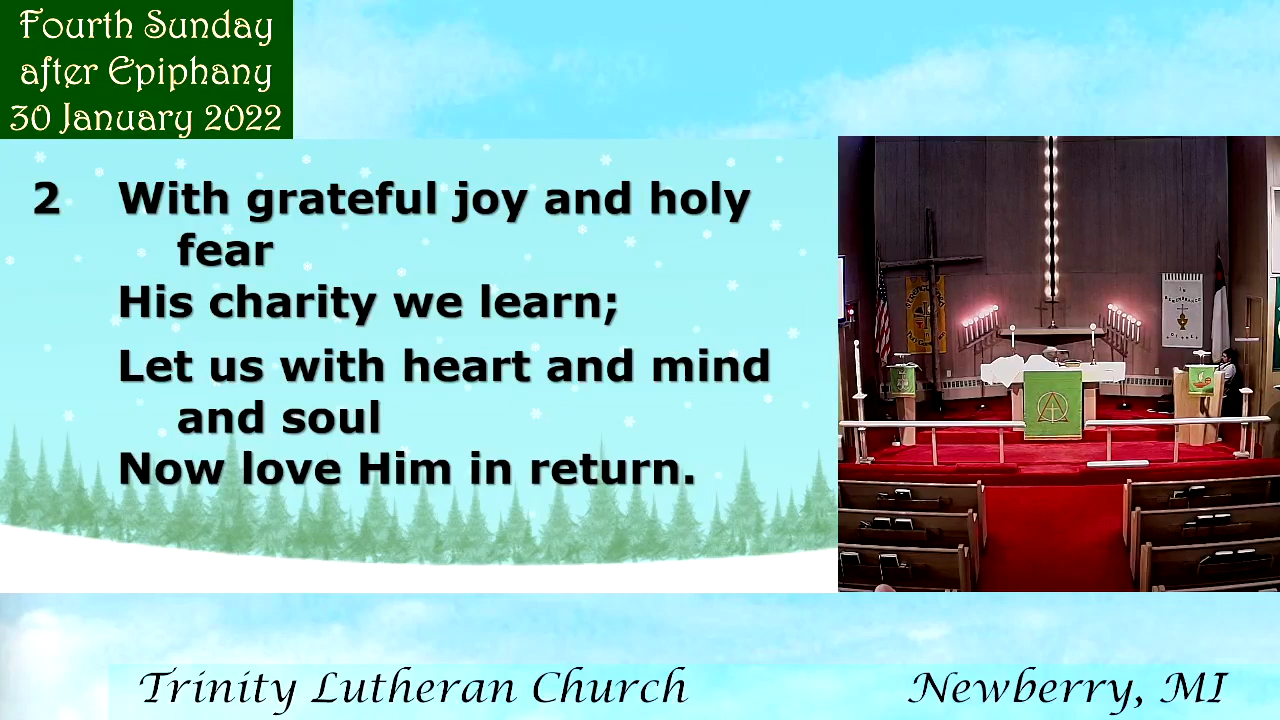 Fourth Sunday
after Epiphany
30 January 2022
2 With grateful joy and holy
fear
His charity we learn;
Let us with heart and mind
and soul
Now love Him in return.
Trinity Lutheran Church
Newberry, MI